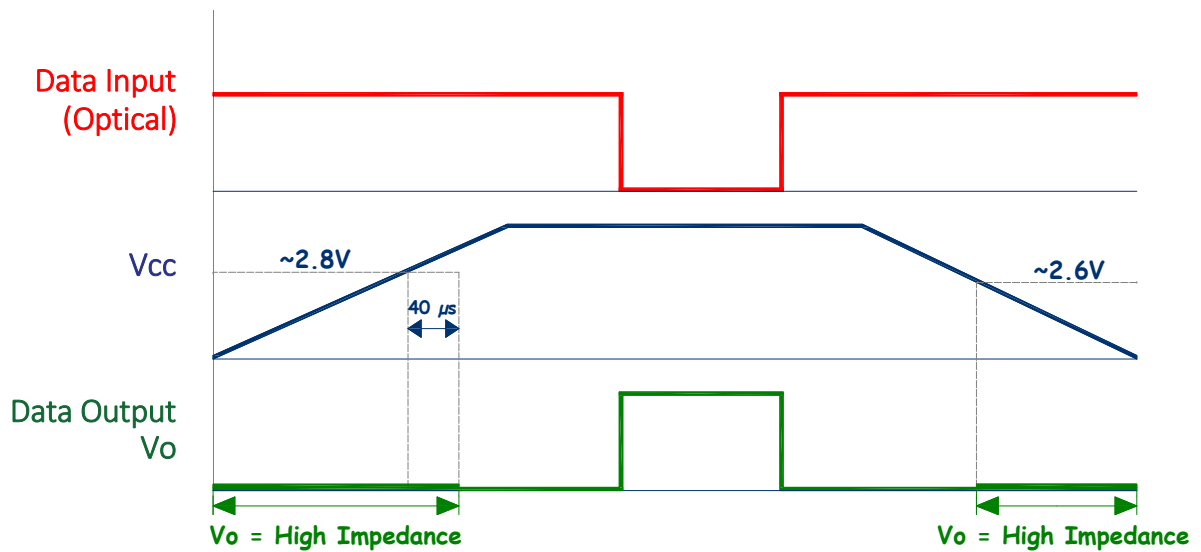 Data Input
(Optical)
Vcc
~2.8V
~2.6V
40 µs
Data Output
Vo
Vo = High Impedance
Vo = High Impedance